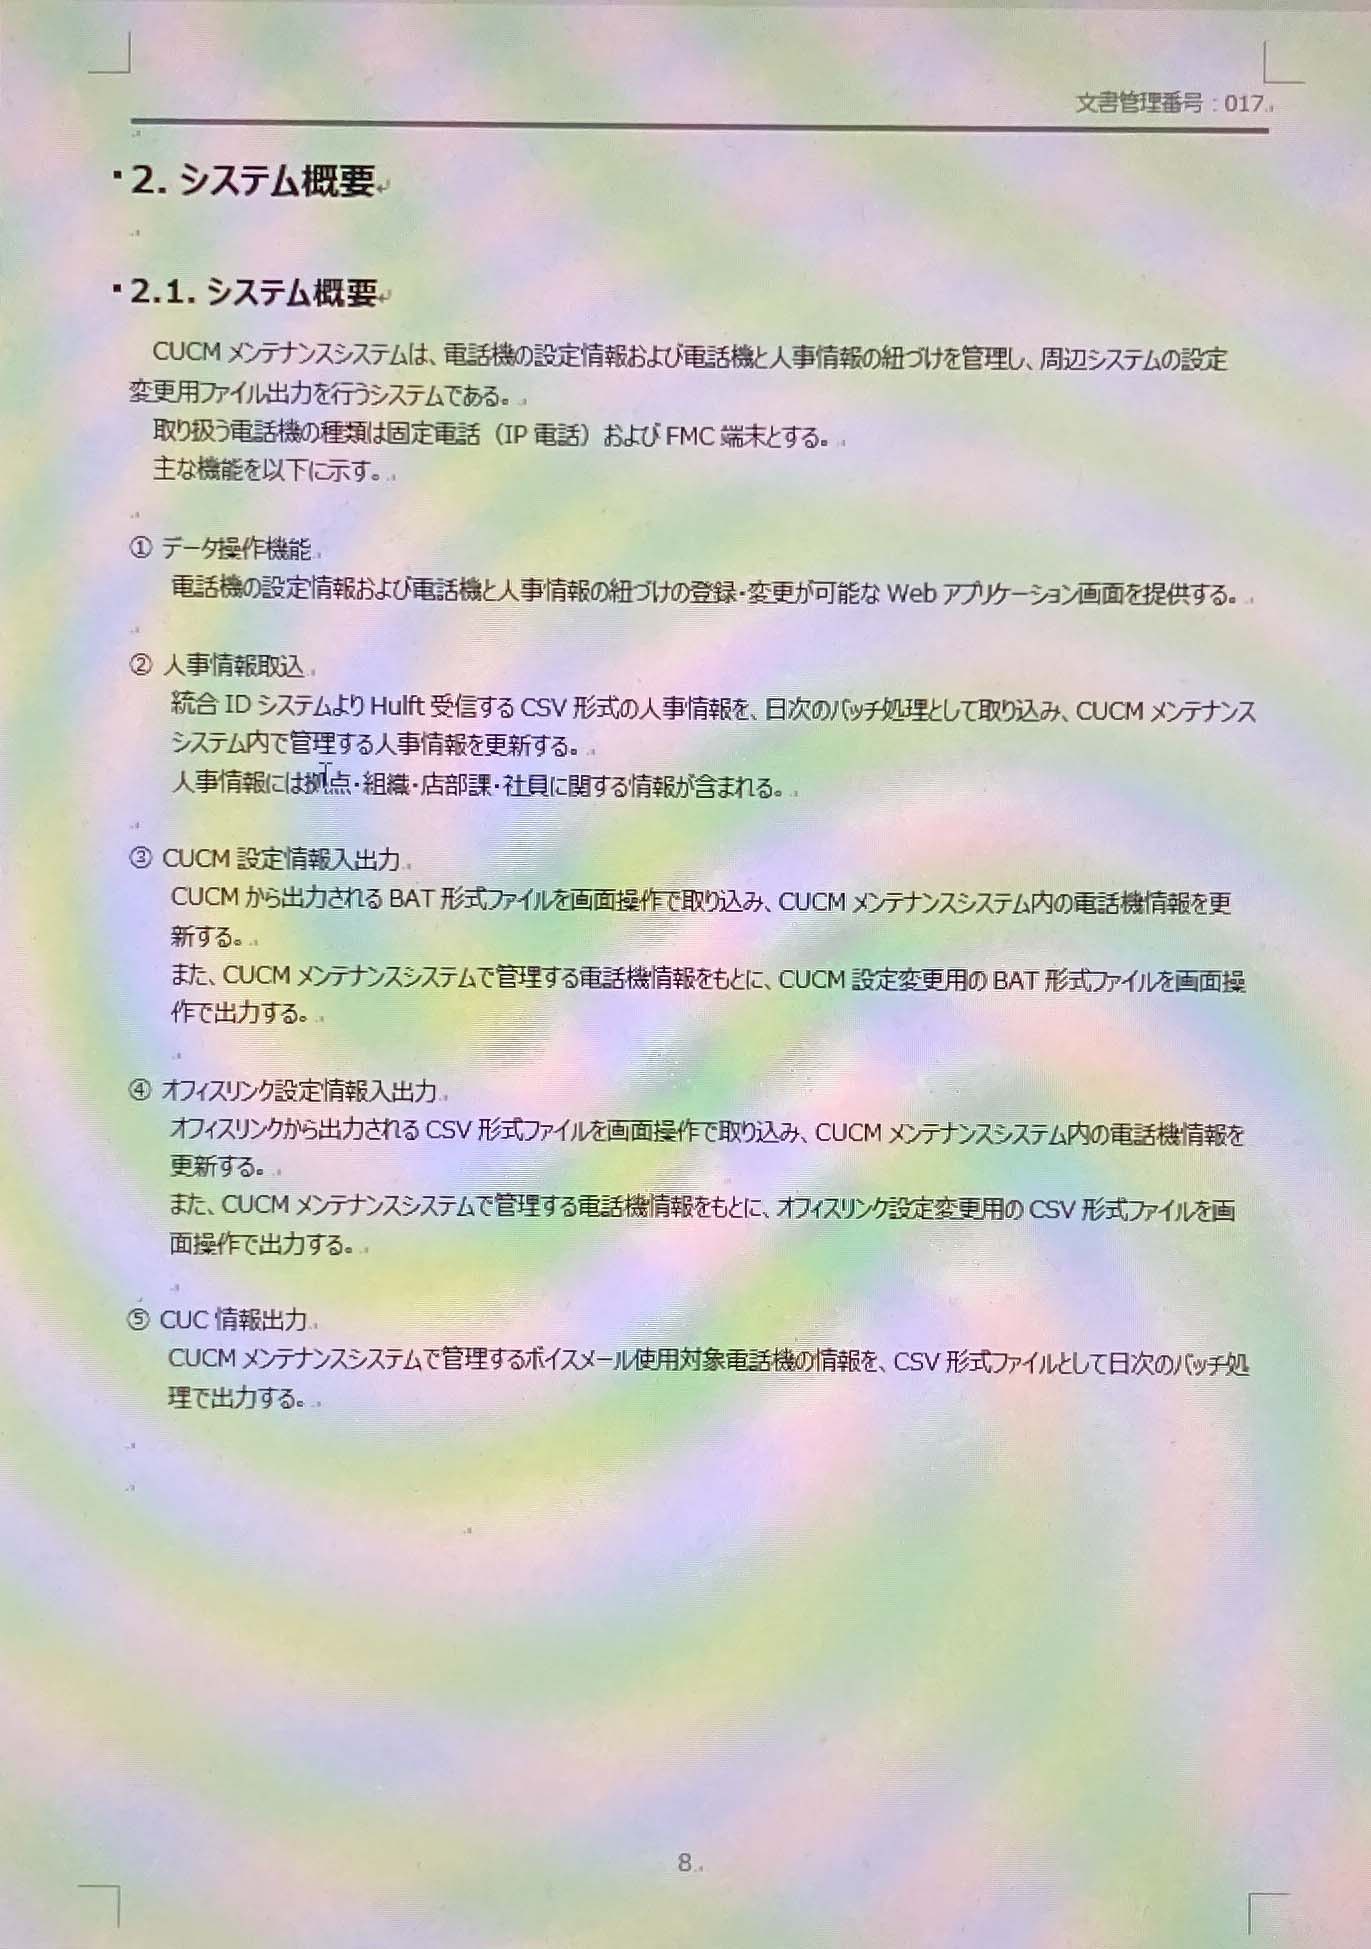 文書管理番号：017
2. システム概要
2.1. システム概要
CUCM メンテナンスシステムは、電話機の設定情報および電話機と人事情報の紐づけを管理し、周辺システムの設定
変更用ファイル出力を行うシステムである。
取り扱う電話機の種類は固定電話（IP 電話）および FMC 端末とする。
主な機能を以下に示す。
① データ操作機能
電話機の設定情報および電話機と人事情報の紐づけの登録・変更が可能な Web アプリケーション画面を提供する。
② 人事情報取込
統合 ID システムより Hulft 受信する CSV 形式の人事情報を、日次のバッチ処理として取り込み、CUCM メンテナンス
システム内で管理する人事情報を更新する。
人事情報には拠点・組織・店部課・社員に関する情報が含まれる。
③ CUCM 設定情報入出力
CUCM から出力される BAT 形式ファイルを画面操作で取り込み、CUCM メンテナンスシステム内の電話機情報を更
新する。
また、CUCM メンテナンスシステムで管理する電話機情報をもとに、CUCM 設定変更用の BAT 形式ファイルを画面操
作で出力する。
④ オフィスリンク設定情報入出力
オフィスリンクから出力される CSV 形式ファイルを画面操作で取り込み、CUCM メンテナンスシステム内の電話機情報を
更新する。
また、CUCM メンテナンスシステムで管理する電話機情報をもとに、オフィスリンク設定変更用の CSV 形式ファイルを画
面操作で出力する。
⑤ CUC 情報出力
CUCM メンテナンスシステムで管理するボイスメール使用対象電話機の情報を、CSV 形式ファイルとして日次のバッチ処
理で出力する。
8